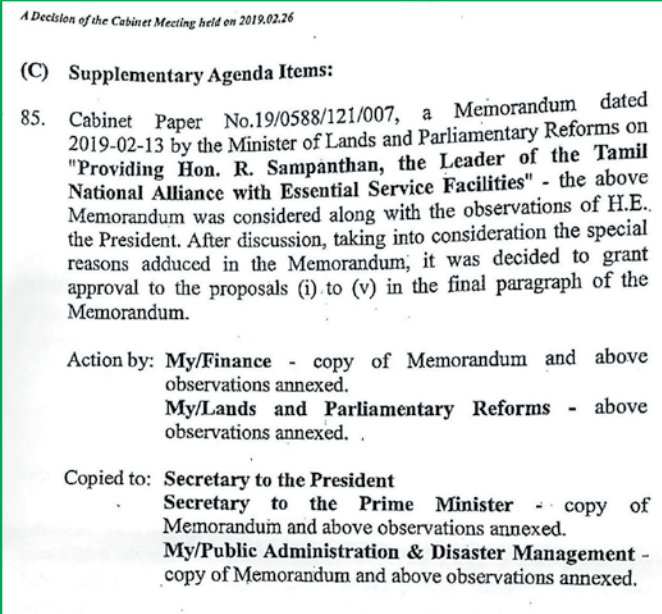 A Decision of the Cabinet Meeting held on 2019.02.26
(C) Supplementary Agenda Items:
85. Cabinet Paper No.19/0588/121/007, a Memorandum dated
2019-02-13 by the Minister of Lands and Parliamentary Reforms on
"Providing Hon. R. Sampanthan, the Leader of the Tamil
National Alliance with Essential Service Facilities" - the above
Memorandum was considered along with the observations of H.E.
the President. After discussion, taking into consideration the special
reasons adduced in the Memorandum, it was decided to grant
approval to the proposals (i) to (v) in the final paragraph of the
Memorandum.
Action by: My/Finance - copy of Memorandum and above
observations annexed.
My/Lands and Parliamentary Reforms - above
observations annexed.
Copied to: Secretary to the President
Secretary to the Prime Minister - copy of
Memorandum and above observations annexed.
My/Public Administration & Disaster Management -
copy of Memorandum and above observations annexed.